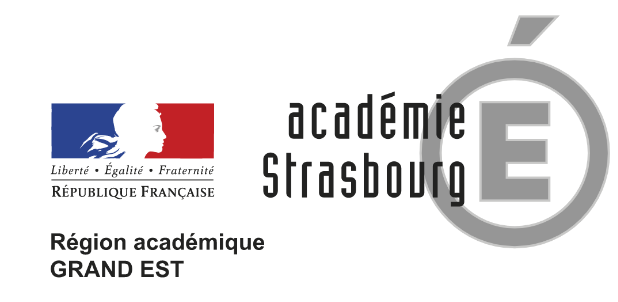 Liberté • Égalité • Fraternité
RÉPUBLIQUE FRANÇAISE
Région académique
GRAND EST
académie
Strasbourg
É